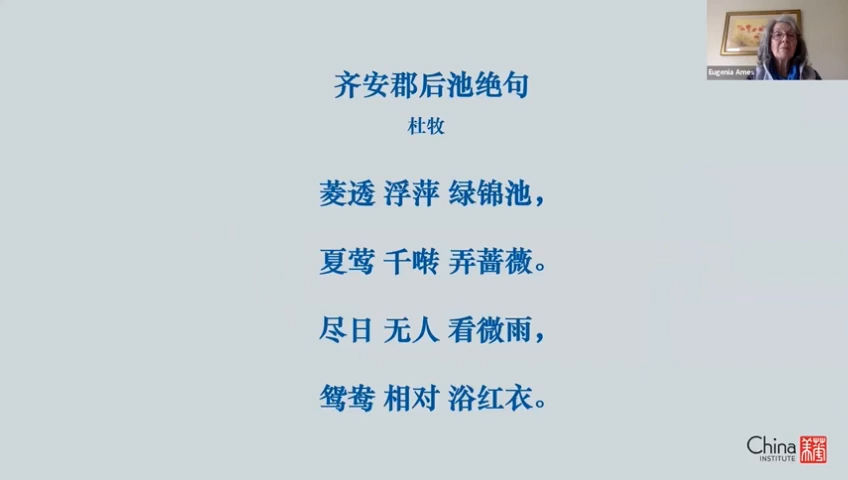 齐安郡后池绝句
杜牧
菱透 浮萍 绿锦池，
夏莺 千啭 弄蔷薇。
尽日 无人 看微雨，
鸳鸯 相对 浴红衣。
Eugenia Ames
China
INSTITUTE